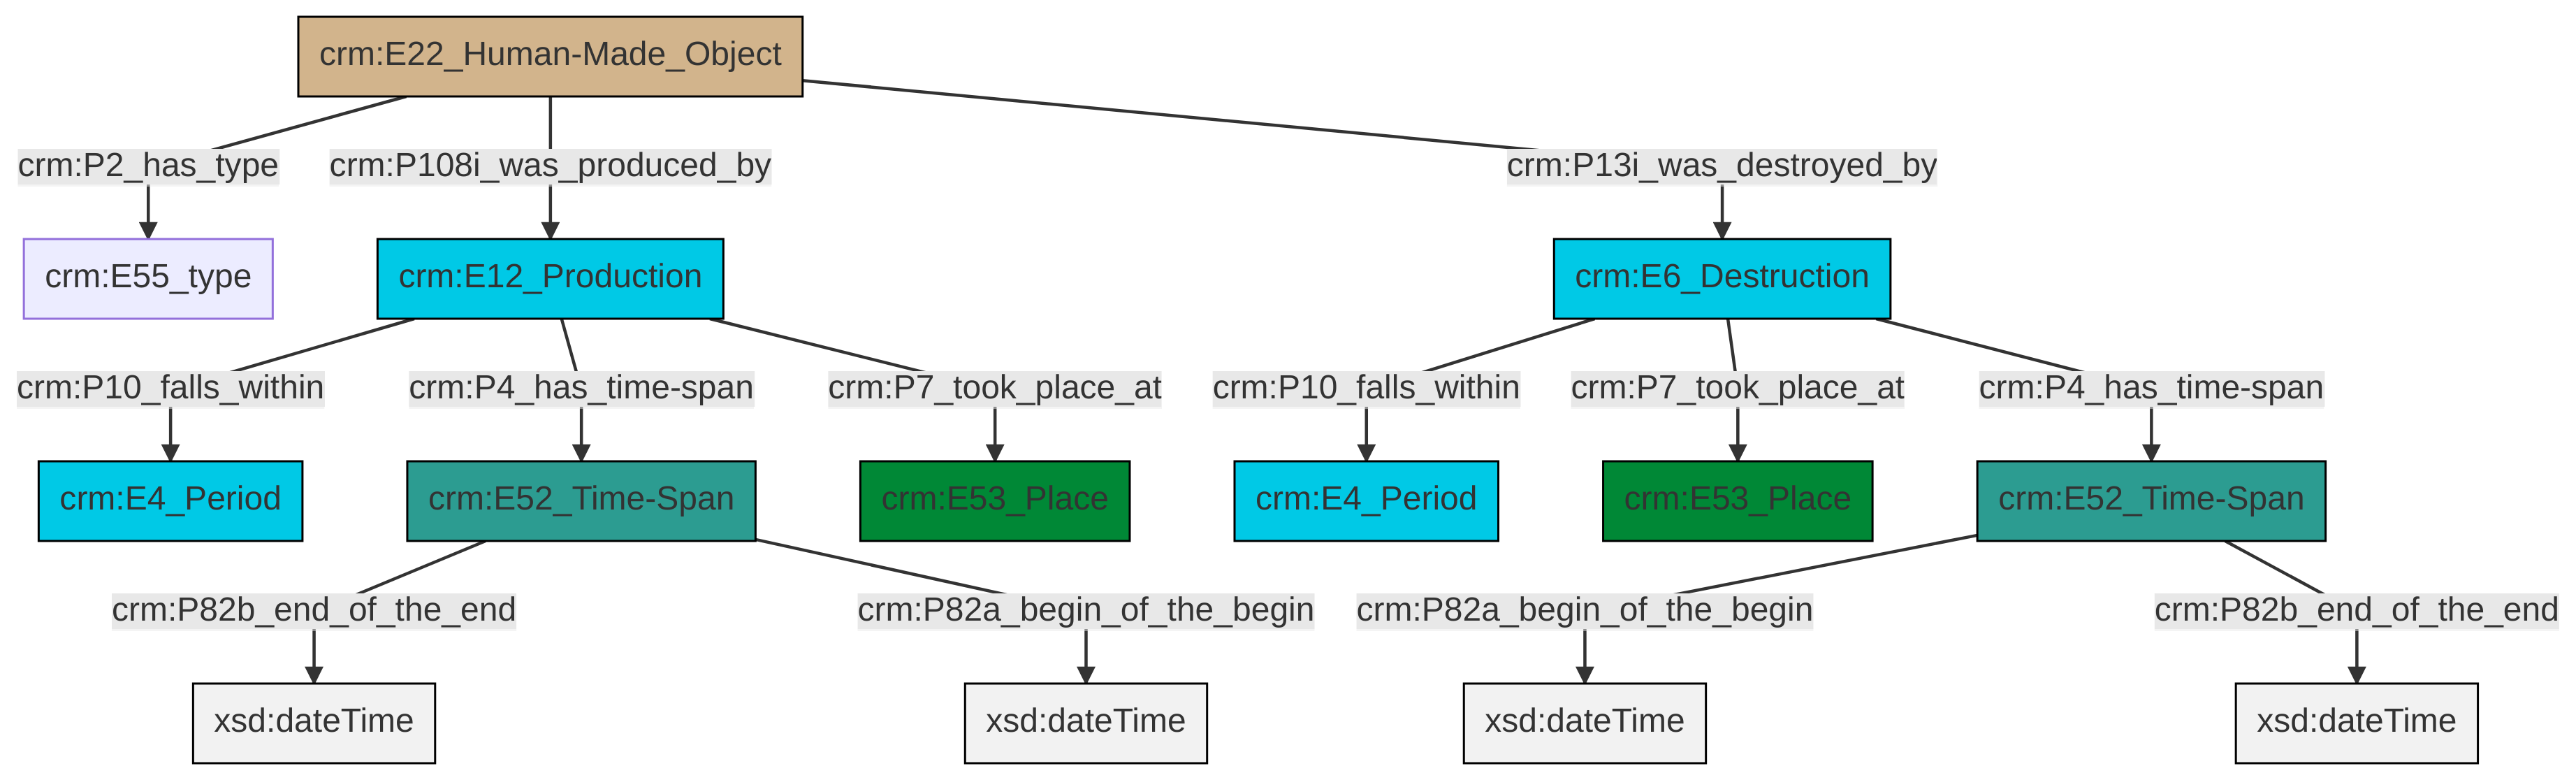 crm:E22_Human-Made_Object
crm:P2_has_type
crm:P108i_was_produced_by
crm:P13i_was_destroyed_by
crm:E55_type
crm:E12_Production
crm:E6_Destruction
crm:P10_falls_within
crm:P4_has_time-span
crm:P7_took_place_at
crm:P10_falls_within
crm:P7_took_place_at
crm:P4_has_time-span
crm:E4_Period
crm:E52_Time-Span
crm:E53_Place
crm:E4_Period
crm:E53_Place
crm:E52_Time-Span
crm:P82b_end_of_the_end
crm:P82a_begin_of_the_begin
crm:P82a_begin_of_the_begin
crm:P82b_end_of_the_end
xsd:dateTime
xsd:dateTime
xsd:dateTime
xsd:dateTime